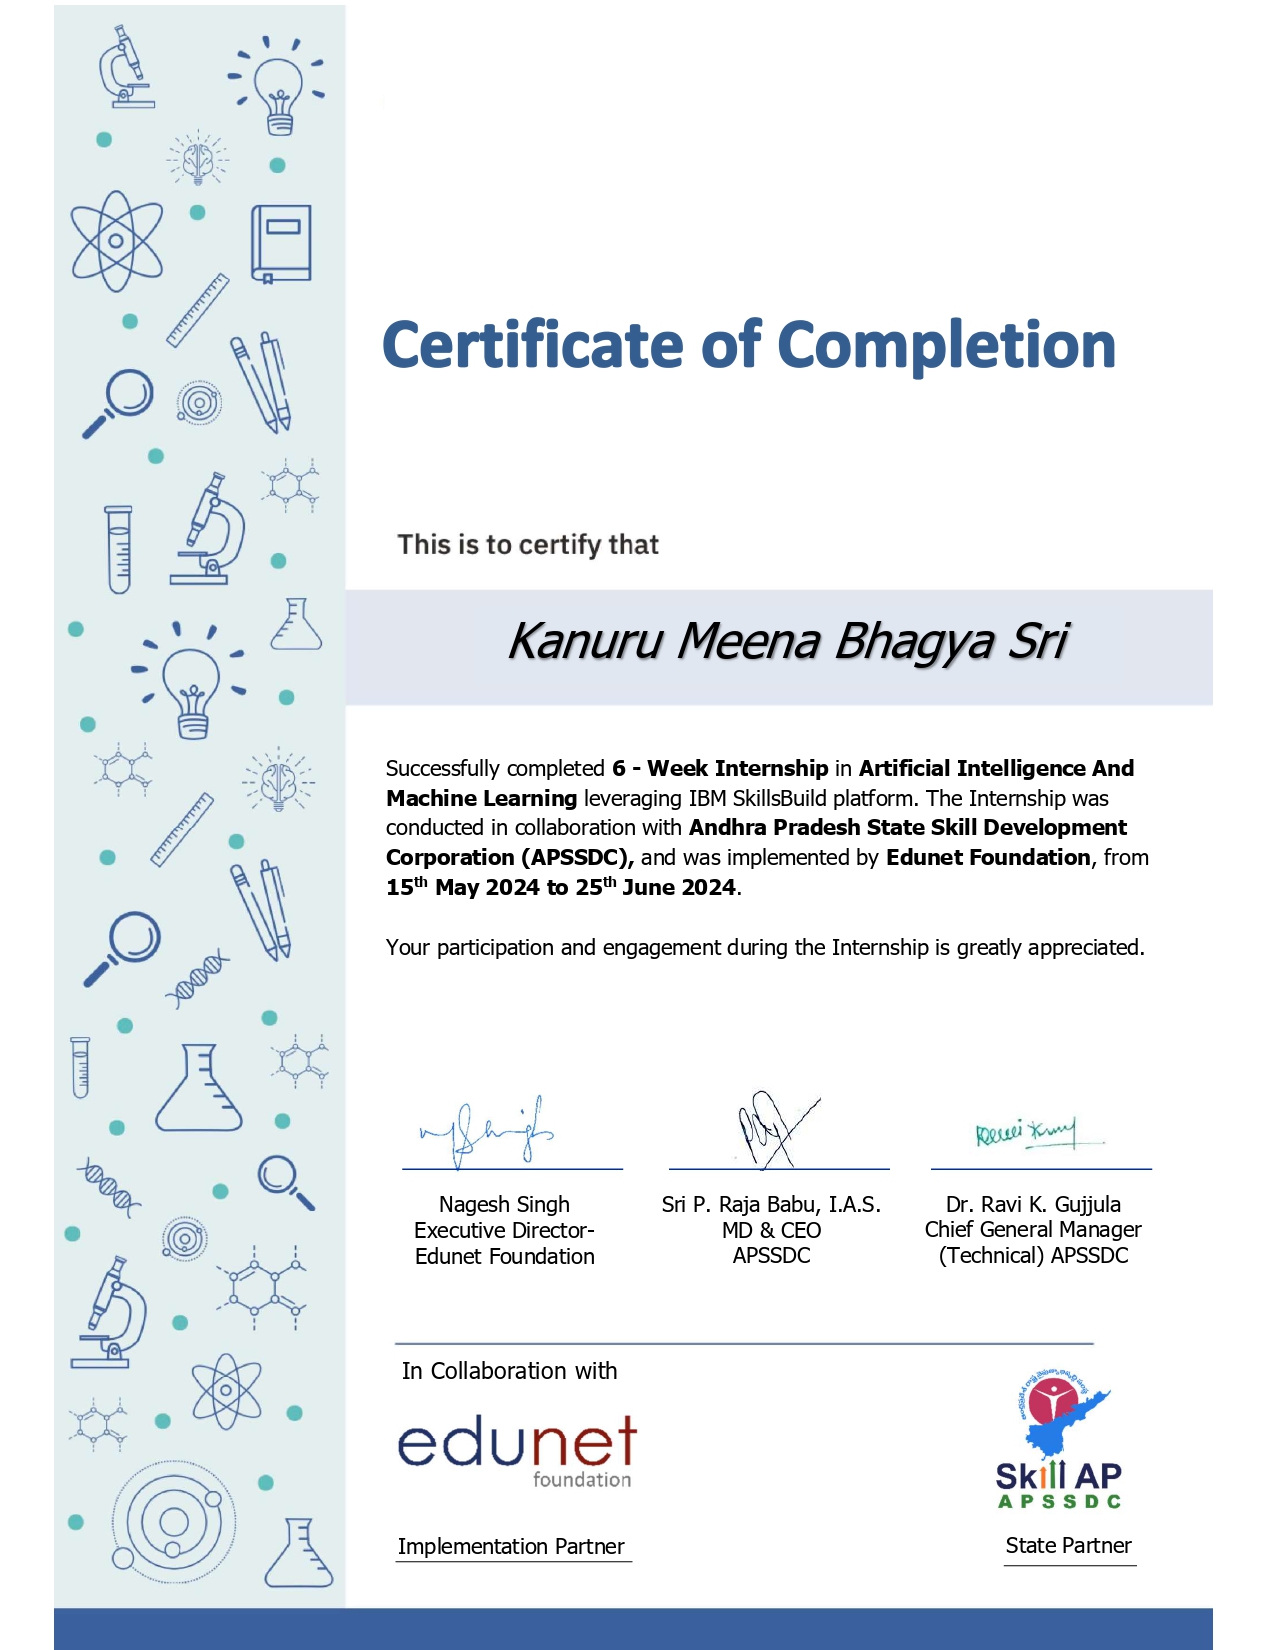 Certificate of Completion
This is to certify that
Kanuru Meena Bhagya Sri
Successfully completed 6 - Week Internship in Artificial Intelligence And
Machine Learning leveraging IBM SkillsBuild platform. The Internship was
conducted in collaboration with Andhra Pradesh State Skill Development
Corporation (APSSDC), and was implemented by Edunet Foundation, from
15th May 2024 to 25th June 2024.
Your participation and engagement during the Internship is greatly appreciated.
Nagesh Singh
Executive Director-
Edunet Foundation
Sri P. Raja Babu, I.A.S.
MD & CEO
APSSDC
Dr. Ravi K. Gujjula
Chief General Manager
(Technical) APSSDC
In Collaboration with
edunet
foundation
Implementation Partner
Skill AP
APSSDC
State Partner